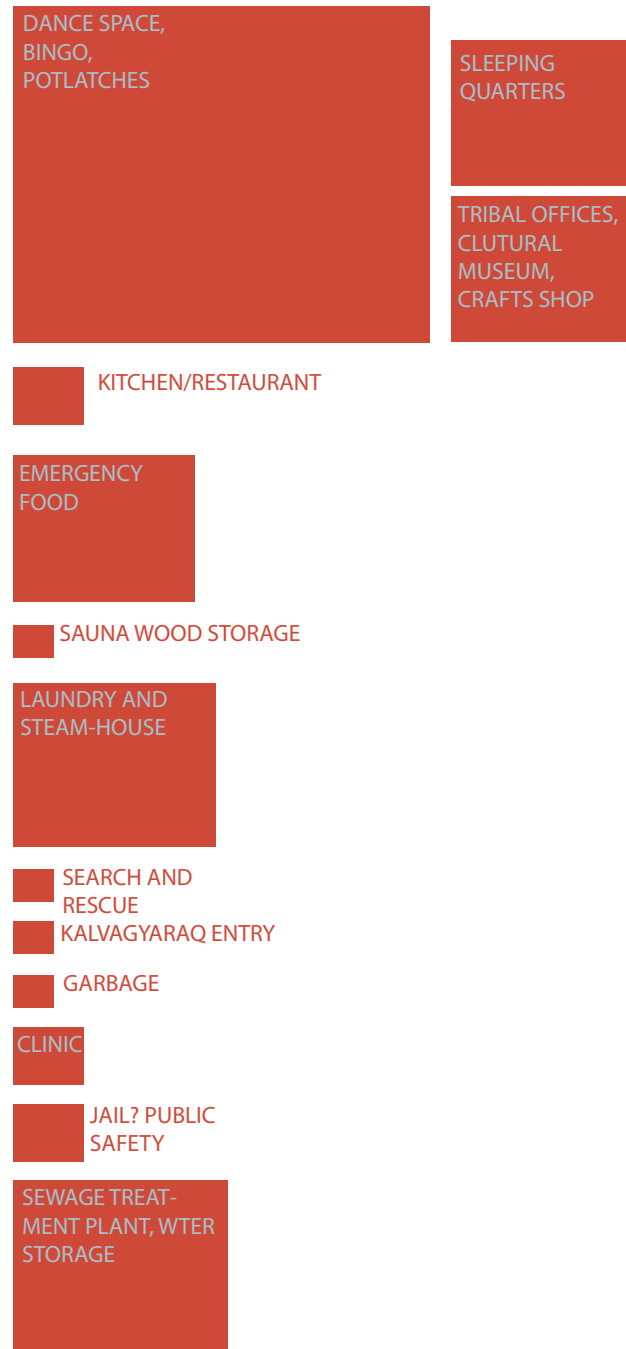 DANCE SPACE,
BINGO,
POTLATCHES
SLEEPING
QUARTERS
TRIBAL OFFICES,
CLUTURAL
MUSEUM,
CRAFTS SHOP
KITCHEN/RESTAURANT
EMERGENCY
FOOD
SAUNA WOOD STORAGE
LAUNDRY AND
STEAM-HOUSE
SEARCH AND
RESCUE
KALVAGYARAQ ENTRY
GARBAGE
CLINIC
JAIL? PUBLIC
SAFETY
SEWAGE TREAT-
MENT PLANT, WTER
STORAGE